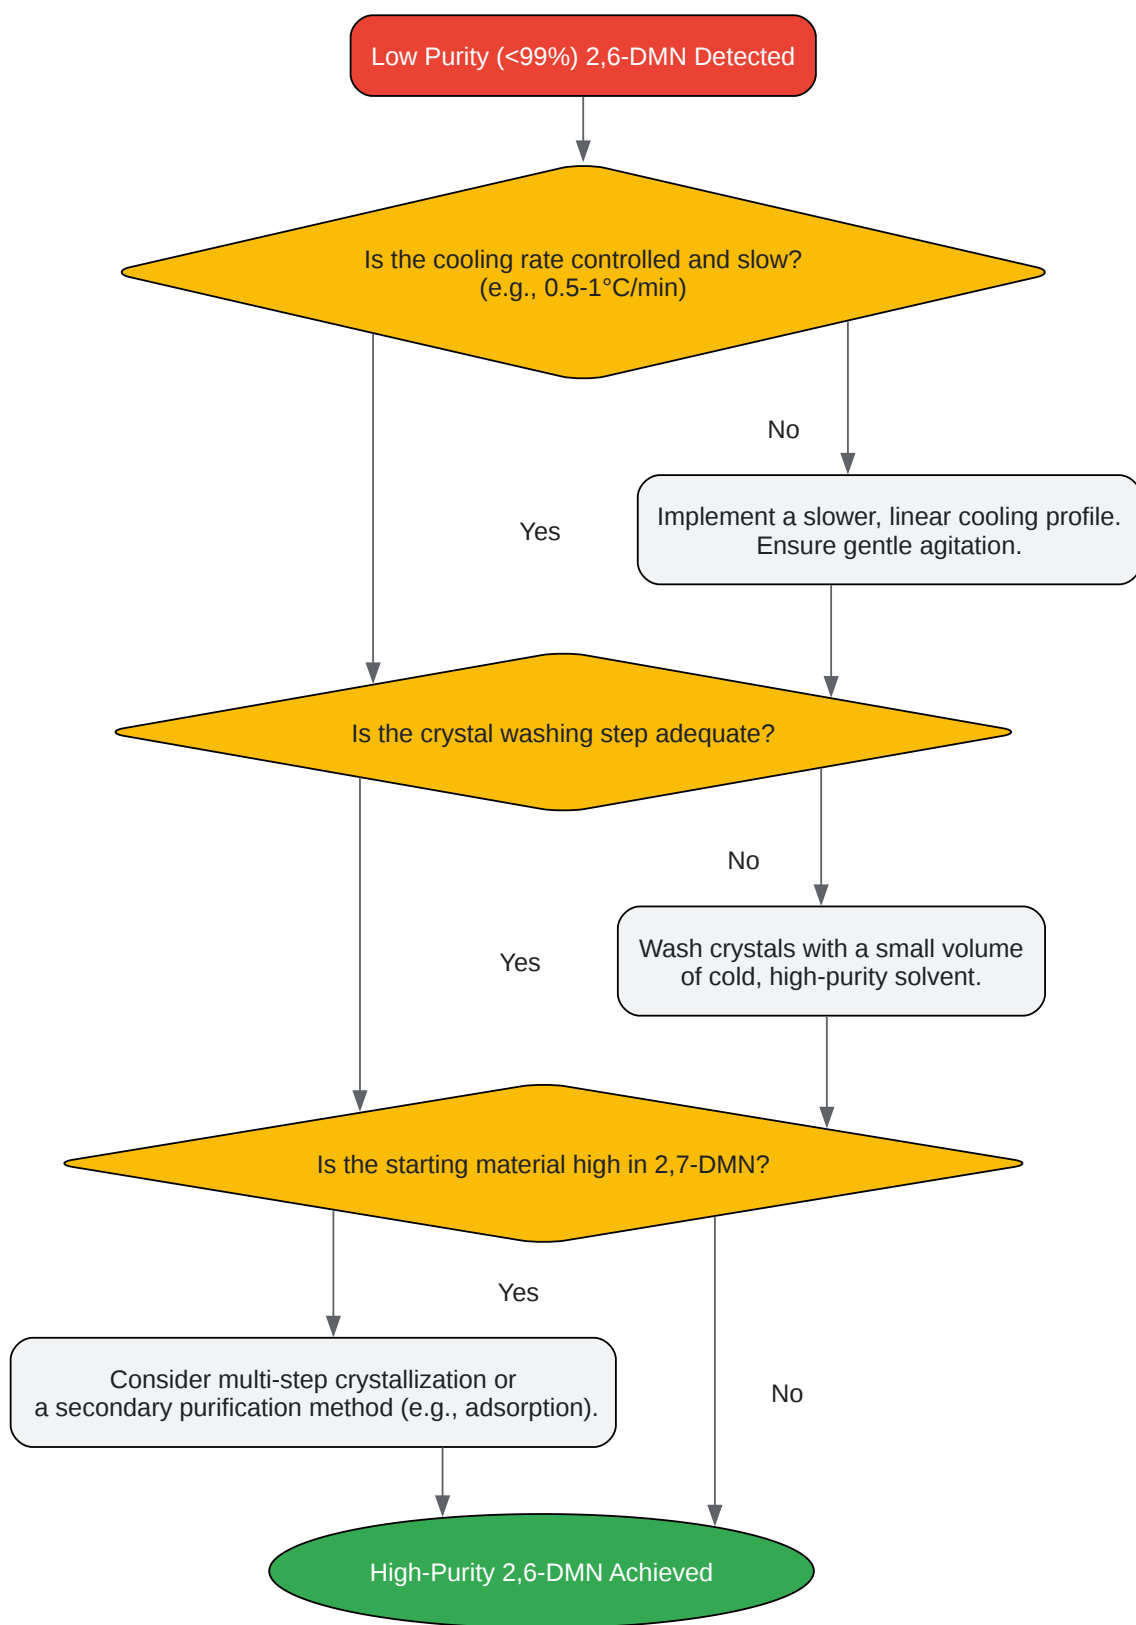 Low Purity (<99%) 2,6-DMN Detected
Is the cooling rate controlled and slow?
(e.g., 0.5-1°C/min)
No
Implement a slower, linear cooling profile.
Ensure gentle agitation.
Yes
Is the crystal washing step adequate?
No
Wash crystals with a small volume
of cold, high-purity solvent.
Yes
Is the starting material high in 2,7-DMN?
Yes
Consider multi-step crystallization or
a secondary purification method (e.g., adsorption).
No
High-Purity 2,6-DMN Achieved